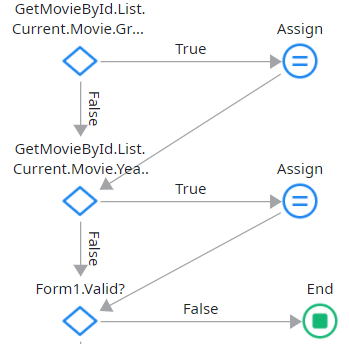 GetMovieById.List.
Current.Movie.Gr...
Assign
True
False
GetMovieById.List.
Current.Movie.Yea..
Assign
True
False
Form1.Valid?
End
False